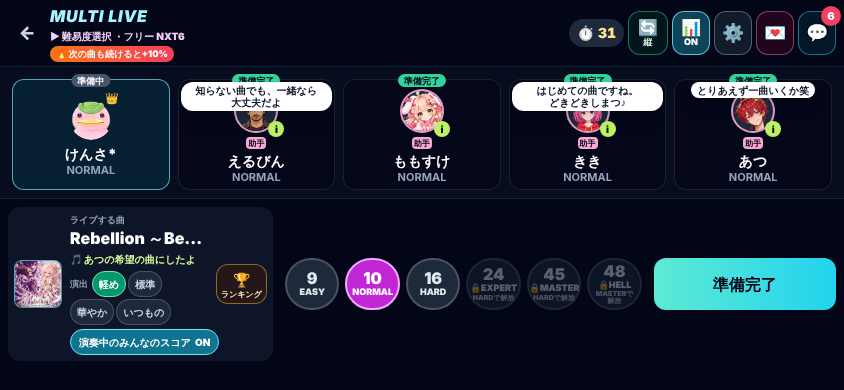 MULTI LIVE
▶ 難易度選択 ・フリー NXT6
🔥 次の曲も続けると+10%
⏱️ 31
縦
ON
6
準備中
けんさ*
NORMAL
準備完了
知らない曲でも、一緒なら
大丈夫だよ
i
助手
えるびん
NORMAL
準備完了
i
助手
ももすけ
NORMAL
準備完了
はじめての曲ですね。
どきどきしまつ♪
i
助手
きき
NORMAL
準備完了
とりあえず一曲いくか笑
i
助手
あつ
NORMAL
ライブする曲
Rebellion ～Be...
🎵あつの希望の曲にしたよ
演出 軽め 標準
華やか いつもの
演奏中のみんなのスコア ON
ランキング
9
EASY
10
NORMAL
16
HARD
24
🔒EXPERT
HARDで解放
45
🔒MASTER
HARDで解放
48
🔒HELL
MASTERで
解放
準備完了